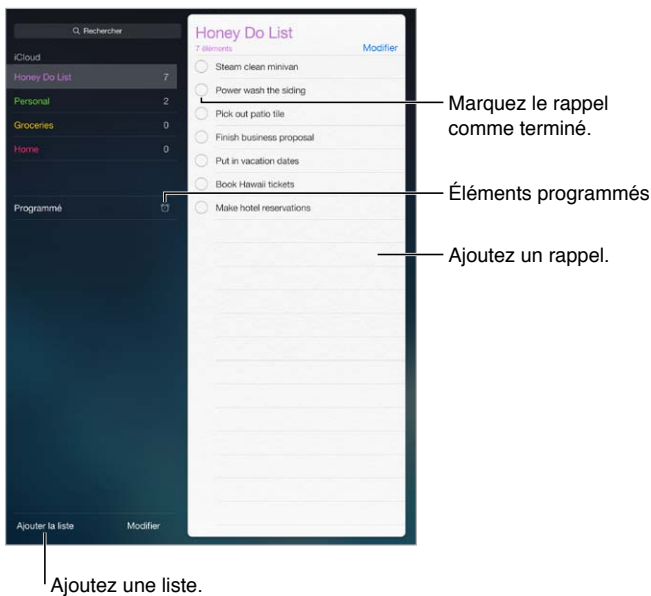 Rechercher
iCloud
Honey Do List 7
Personal 2
Groceries 0
Home 0
Programmé
Ajouter la liste Modifier
Honey Do List
7 éléments Modifier
Steam clean minivan
Power wash the siding
Pick out patio tile
Finish business proposal
Put in vacation dates
Book Hawaii tickets
Make hotel reservations
Marquez le rappel
comme terminé.
Éléments programmés
Ajoutez un rappel.
Ajoutez une liste.